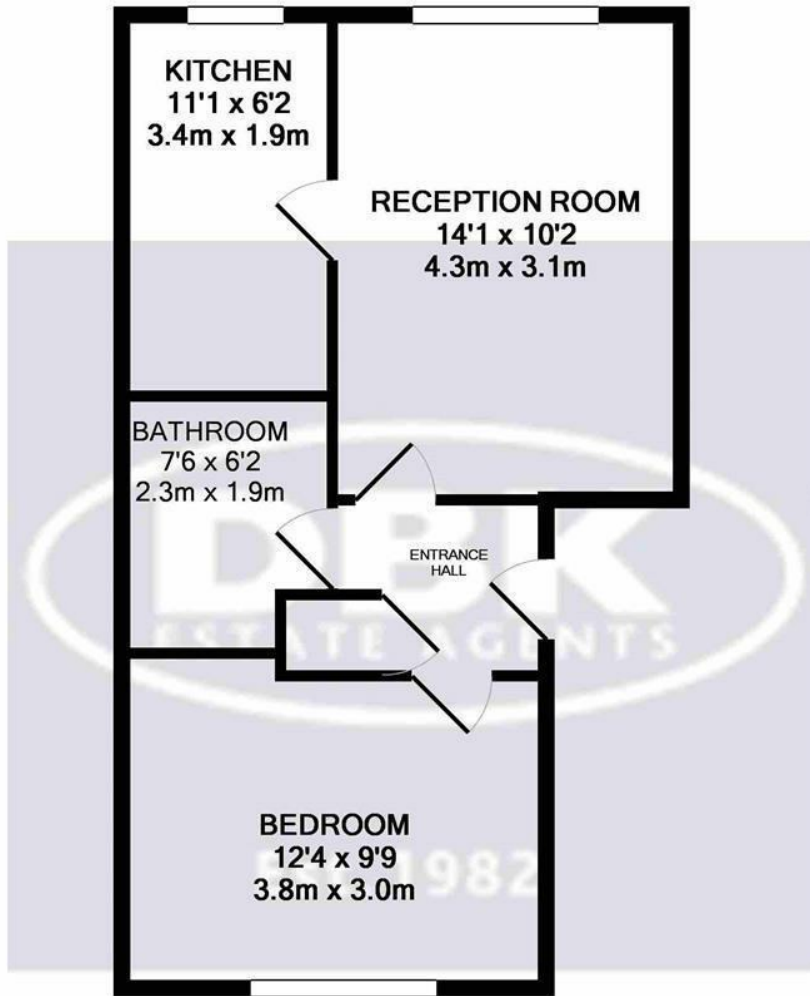 KITCHEN
11'1 x 6'2
3.4m x 1.9m
RECEPTION ROOM
14'1 x 10'2
4.3m x 3.1m
BATHROOM
7'6 x 6'2
2.3m x 1.9m
ENTRANCE
HALL
DBK
ESTATE AGENTS
BEDROOM
12'4 x 9'9
3.8m x 3.0m
EST. 1982